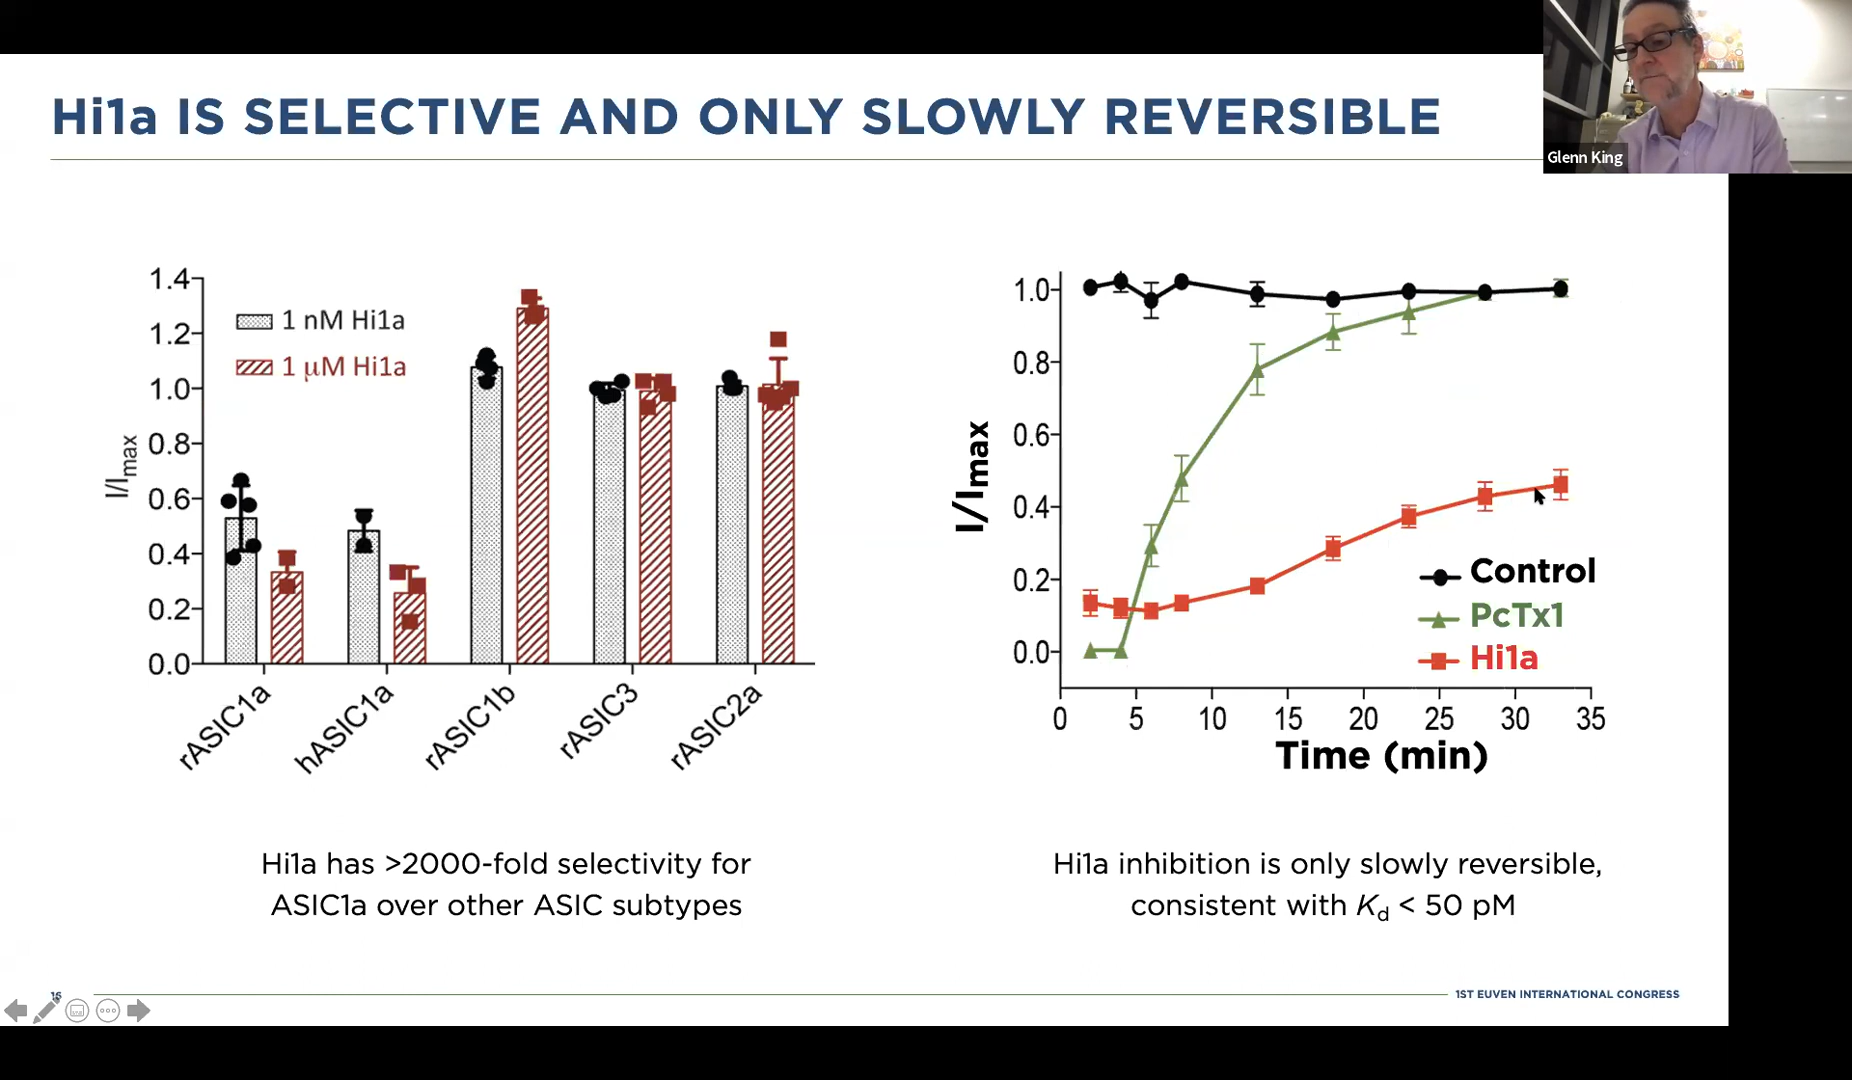 Hi1a IS SELECTIVE AND ONLY SLOWLY REVERSIBLE
Glenn King
1.4
1.2
1.0
0.8
0.6
0.4
0.2
0.0
I/Imax
1 nM Hi1a
1 μM Hi1a
rASIC1a
hASIC1a
rASIC1b
rASIC3
rASIC2a
1.0
0.8
0.6
0.4
0.2
0.0
I/Imax
Control
PcTx1
Hi1a
0 5 10 15 20 25 30 35
Time (min)
Hi1a has >2000-fold selectivity for
ASIC1a over other ASIC subtypes
Hi1a inhibition is only slowly reversible,
consistent with Kd < 50 pM
16
1ST EUVEN INTERNATIONAL CONGRESS